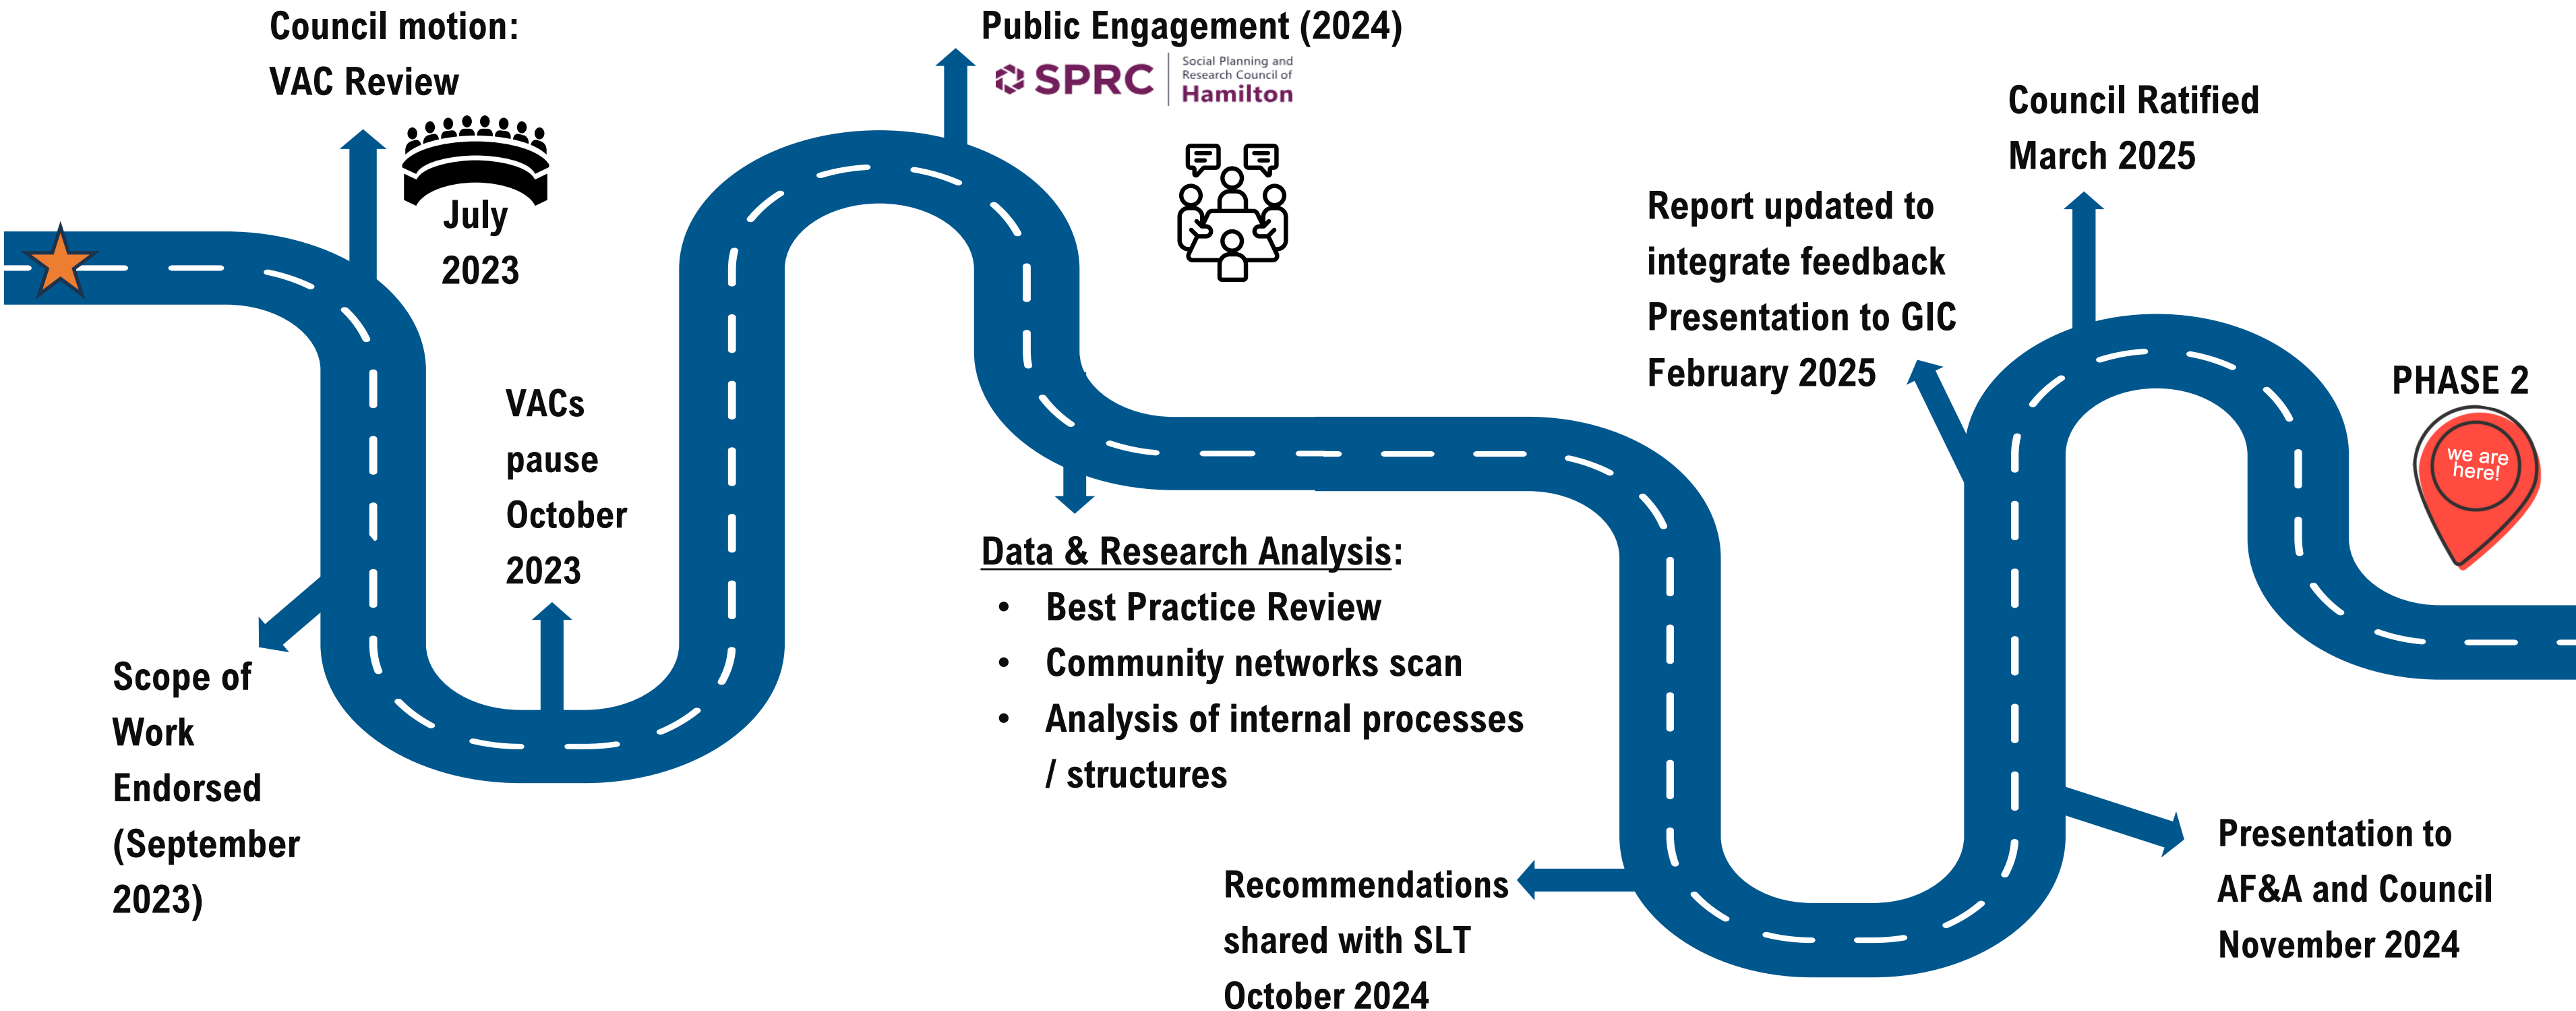 Council motion:
VAC Review
July
2023
Scope of
Work
Endorsed
(September
2023)
VACs
pause
October
2023
Public Engagement (2024)
SPRC
Social Planning and
Research Council of
Hamilton
Data & Research Analysis:
• Best Practice Review
• Community networks scan
• Analysis of internal processes
/ structures
Recommendations
shared with SLT
October 2024
Presentation to
AF&A and Council
November 2024
Report updated to
integrate feedback
Presentation to GIC
February 2025
Council Ratified
March 2025
PHASE 2
we are
here!